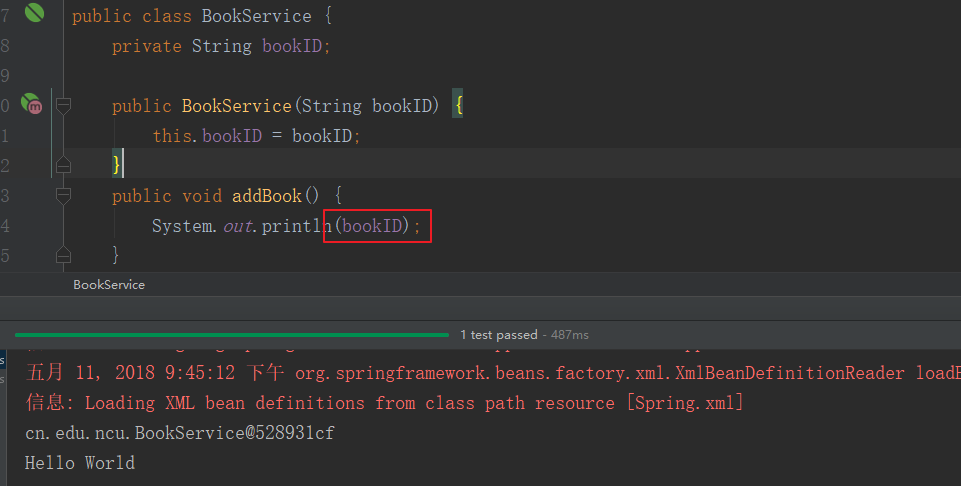 7 public class BookService {
8 private String bookID;
9
0 public BookService(String bookID) {
1 this.bookID = bookID;
2 }
3 public void addBook() {
4 System.out.println(bookID);
5 }
BookService
1 test passed - 487ms
五月 11, 2018 9:45:12 下午 org.springframework.beans.factory.xml.XmlBeanDefinitionReader
信息: Loading XML bean definitions from class path resource [Spring.xml]
cn.edu.ncu.BookService@528931cf
Hello World